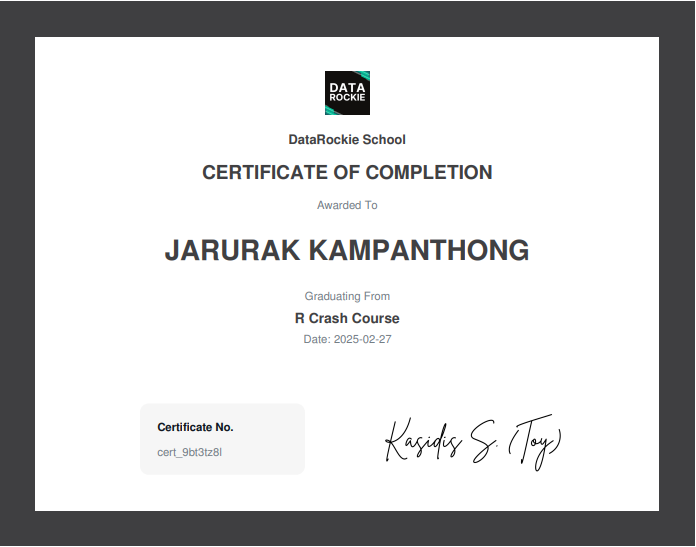 DATA
ROCKIE
DataRockie School
CERTIFICATE OF COMPLETION
Awarded To
JARURAK KAMPANTHONG
Graduating From
R Crash Course
Date: 2025-02-27
Certificate No.
cert_9bt3tz8l
Kasidis S. (Toy)